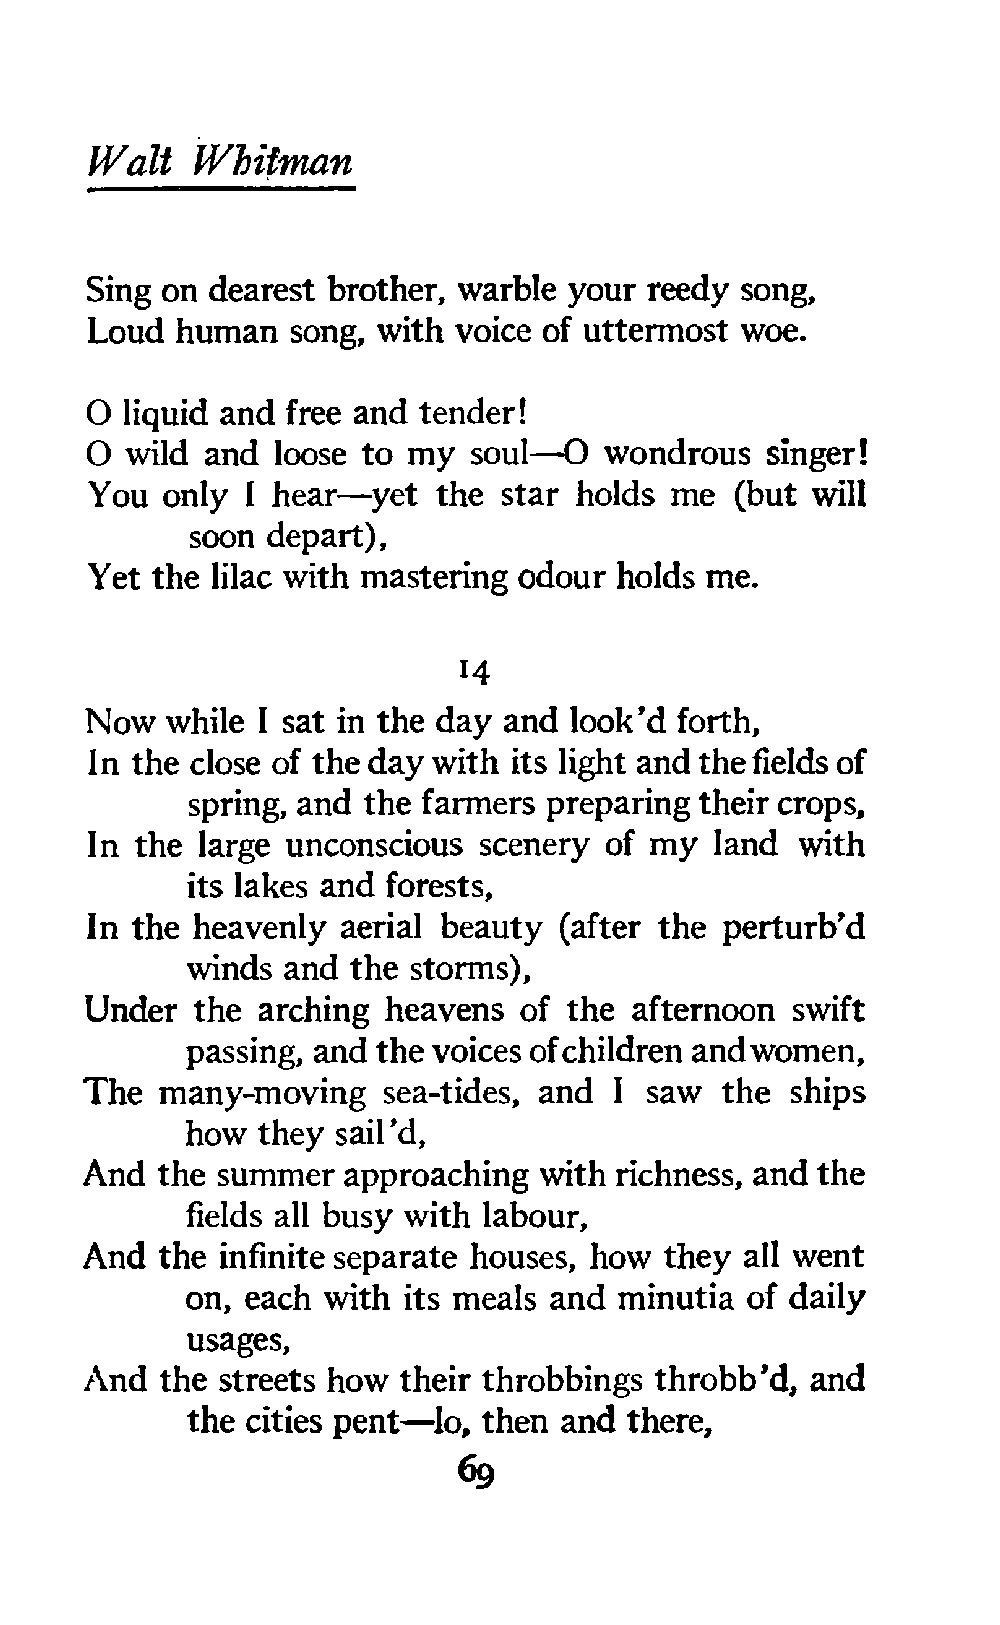 Walt Whitman
Sing on dearest brother, warble your reedy song,
Loud human song, with voice of uttermost woe.
O liquid and free and tender!
O wild and loose to my soul—O wondrous singer!
You only I hear—yet the star holds me (but will
soon depart),
Yet the lilac with mastering odour holds me.
14
Now while I sat in the day and look'd forth,
In the close of the day with its light and the fields of
spring, and the farmers preparing their crops,
In the large unconscious scenery of my land with
its lakes and forests,
In the heavenly aerial beauty (after the perturb'd
winds and the storms),
Under the arching heavens of the afternoon swift
passing, and the voices of children and women,
The many-moving sea-tides, and I saw the ships
how they sail'd,
And the summer approaching with richness, and the
fields all busy with labour,
And the infinite separate houses, how they all went
on, each with its meals and minutia of daily
usages,
And the streets how their throbbings throbb'd, and
the cities pent—lo, then and there,
69